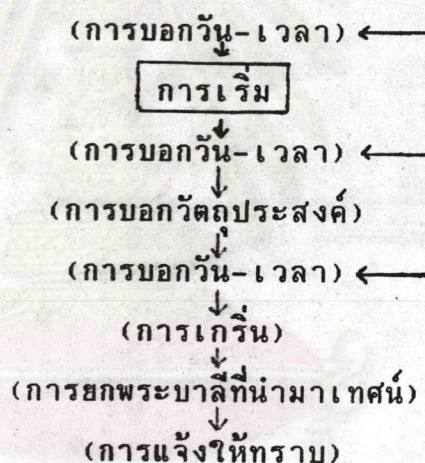 (การบอกวัน-เวลา)
การเริ่ม
(การบอกวัน-เวลา)
(การบอกวัตถุประสงค์)
(การบอกวัน-เวลา)
(การเกริ่น)
(การยกพระบาลีที่นำมาเทศน์)
(การแจ้งให้ทราบ)